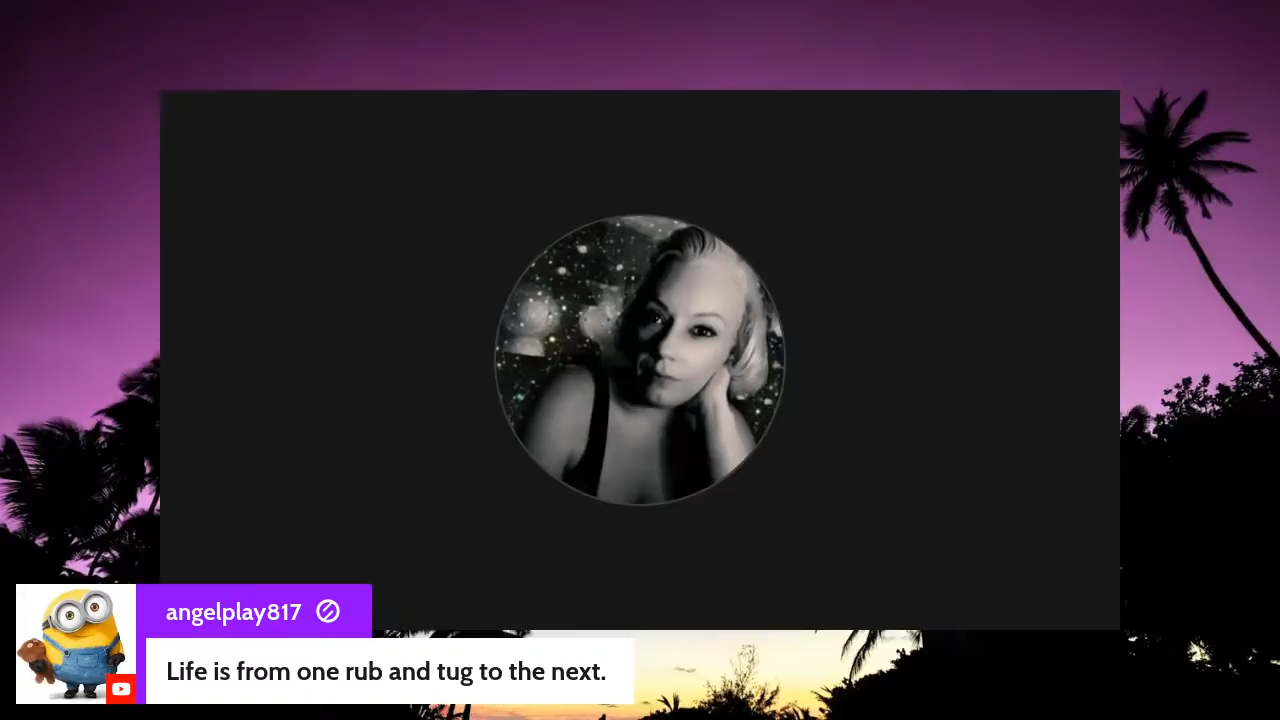 angelplay817
Life is from one rub and tug to the next.